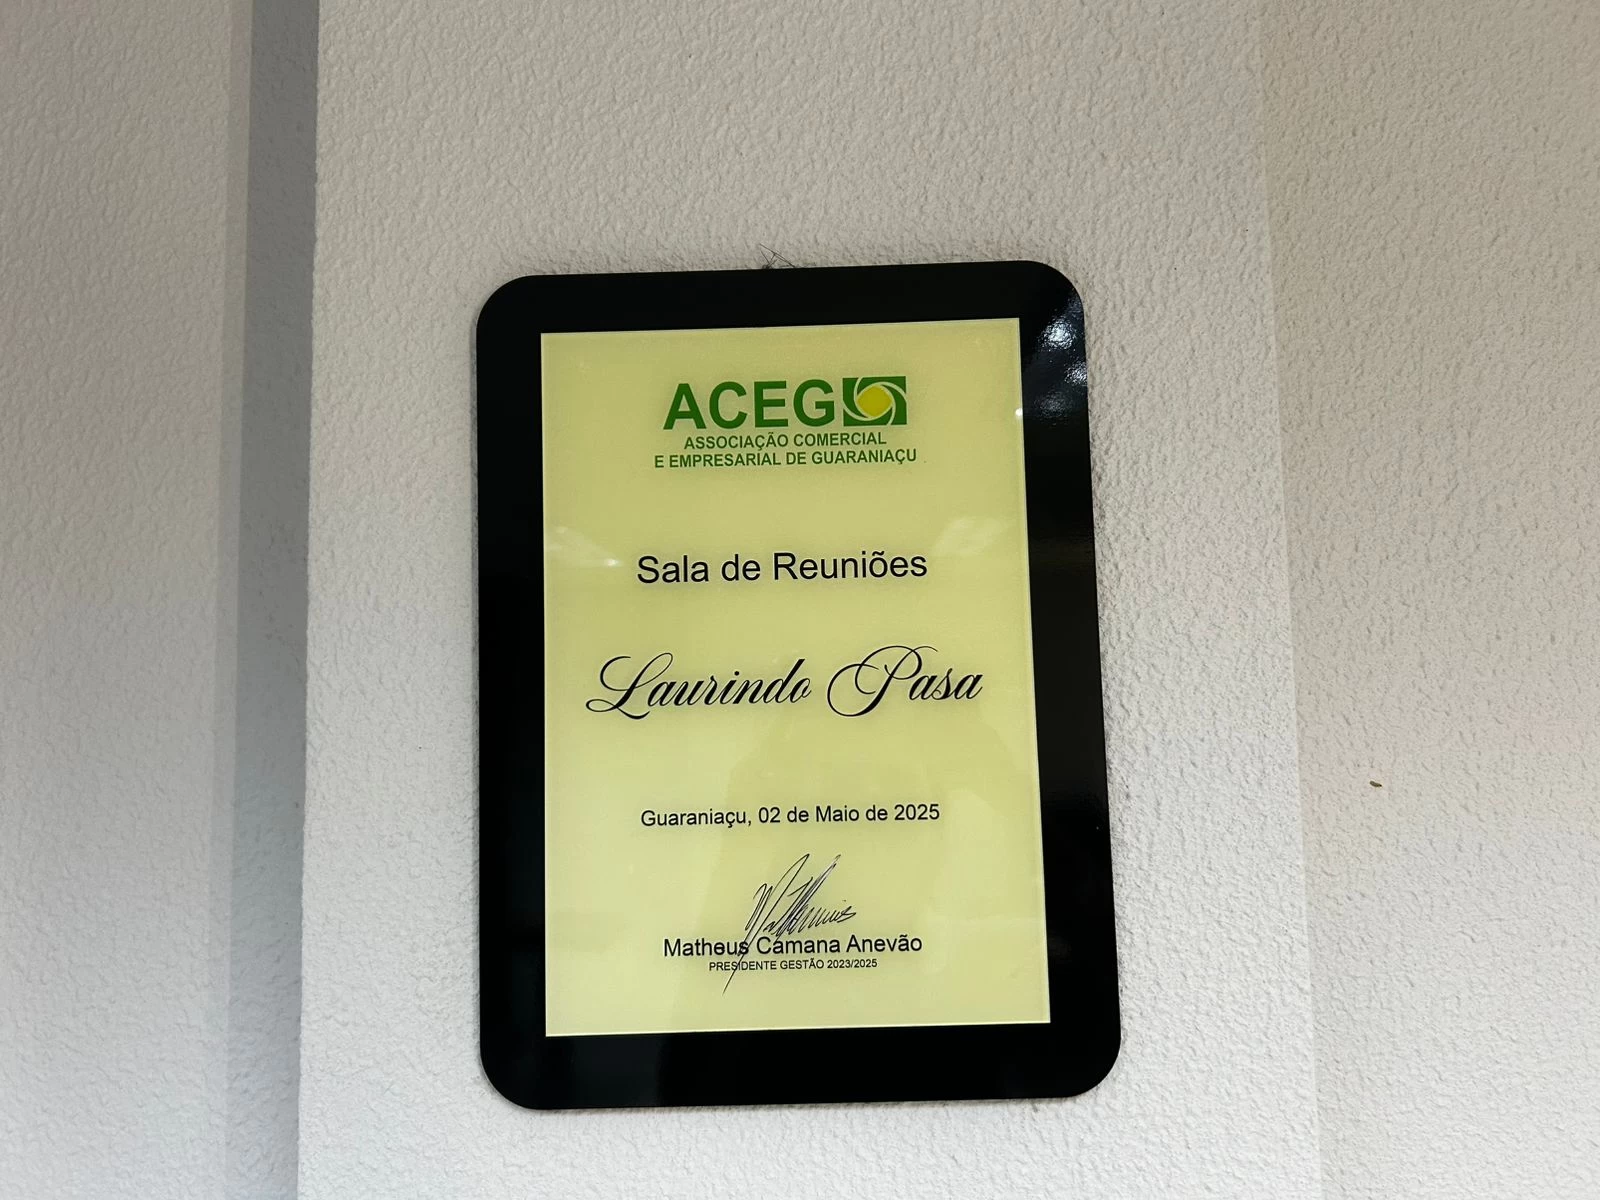 ACEG
ASSOCIAÇÃO COMERCIAL
E EMPRESARIAL DE GUARANIAÇU
Sala de Reuniões
Laurindo Pasa
Guaraniaçu, 02 de Maio de 2025
Matheus Camana Anevão
PRESIDENTE GESTÃO 2023/2025